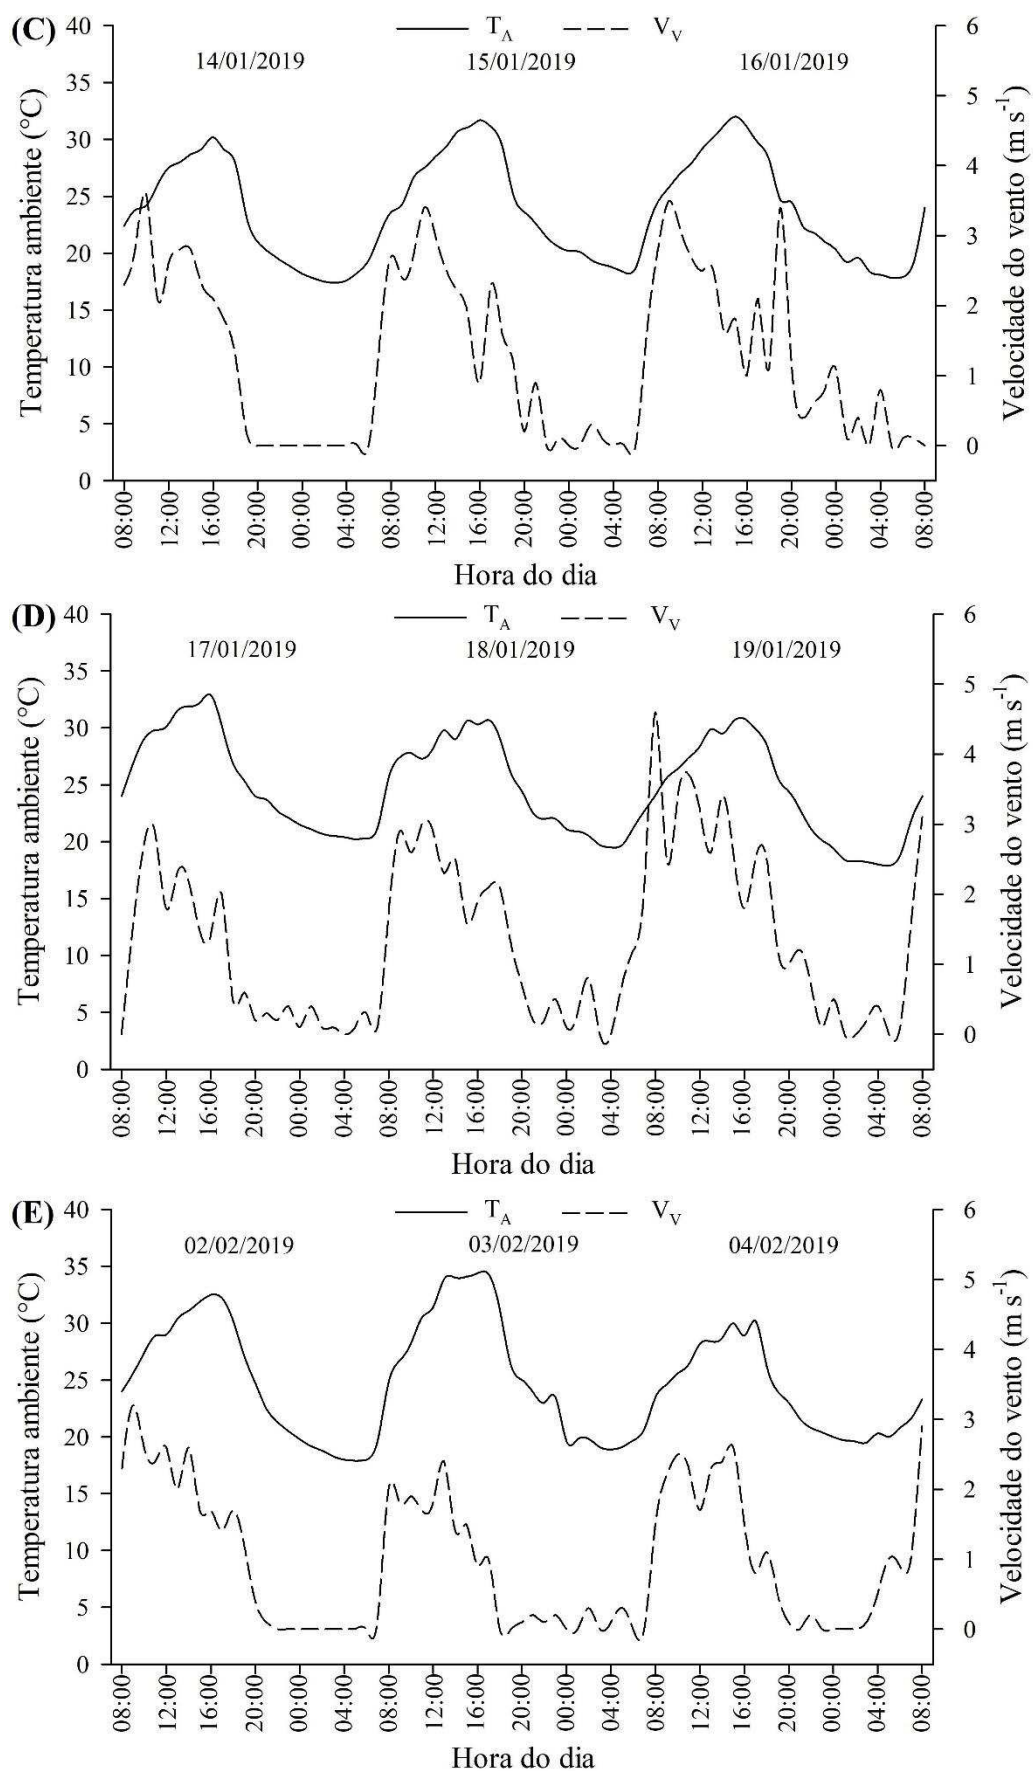 (C)
T_A V_V
14/01/2019 15/01/2019 16/01/2019
Temperatura ambiente (°C)
40
35
30
25
20
15
10
5
0
Velocidade do vento (m s⁻¹)
6
5
4
3
2
1
0
08:00 12:00 16:00 20:00 00:00 04:00 08:00 12:00 16:00 20:00 00:00 04:00 08:00 12:00 16:00 20:00 00:00 04:00 08:00
Hora do dia
(D)
T_A V_V
17/01/2019 18/01/2019 19/01/2019
Temperatura ambiente (°C)
40
35
30
25
20
15
10
5
0
Velocidade do vento (m s⁻¹)
6
5
4
3
2
1
0
08:00 12:00 16:00 20:00 00:00 04:00 08:00 12:00 16:00 20:00 00:00 04:00 08:00 12:00 16:00 20:00 00:00 04:00 08:00
Hora do dia
(E)
T_A V_V
02/02/2019 03/02/2019 04/02/2019
Temperatura ambiente (°C)
40
35
30
25
20
15
10
5
0
Velocidade do vento (m s⁻¹)
6
5
4
3
2
1
0
08:00 12:00 16:00 20:00 00:00 04:00 08:00 12:00 16:00 20:00 00:00 04:00 08:00 12:00 16:00 20:00 00:00 04:00 08:00
Hora do dia